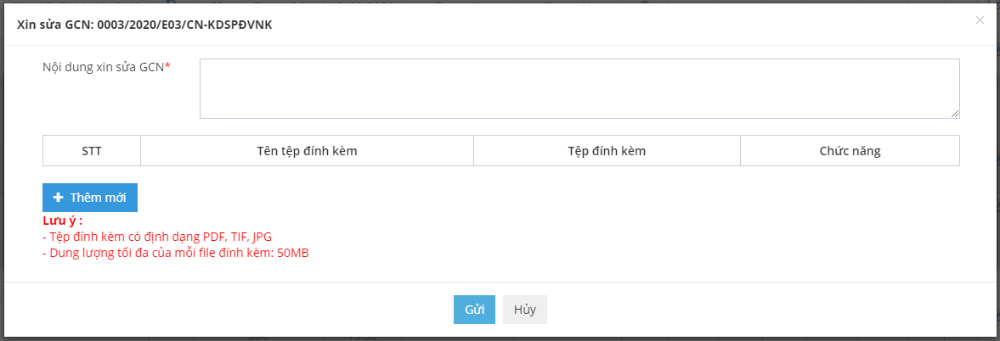 Xin sửa GCN: 0003/2020/E03/CN-KDSPĐVNK
×
Nội dung xin sửa GCN*
STT Tên tệp đính kèm Tệp đính kèm Chức năng
+ Thêm mới
Lưu ý :
- Tệp đính kèm có định dạng PDF, TIF, JPG
- Dung lượng tối đa của mỗi file đính kèm: 50MB
Gửi Hủy